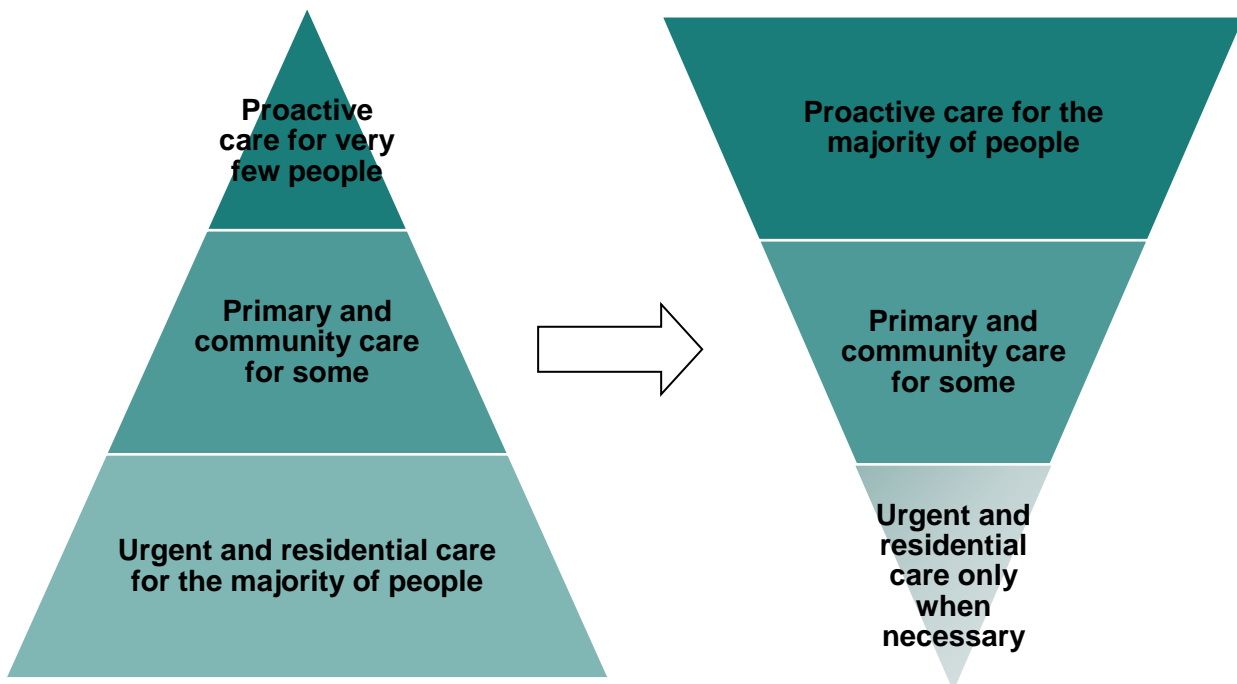 Proactive
care for very
few people
Primary and
community care
for some
Urgent and residential care
for the majority of people
Proactive care for the
majority of people
Primary and
community care
for some
Urgent and
residential
care only
when
necessary